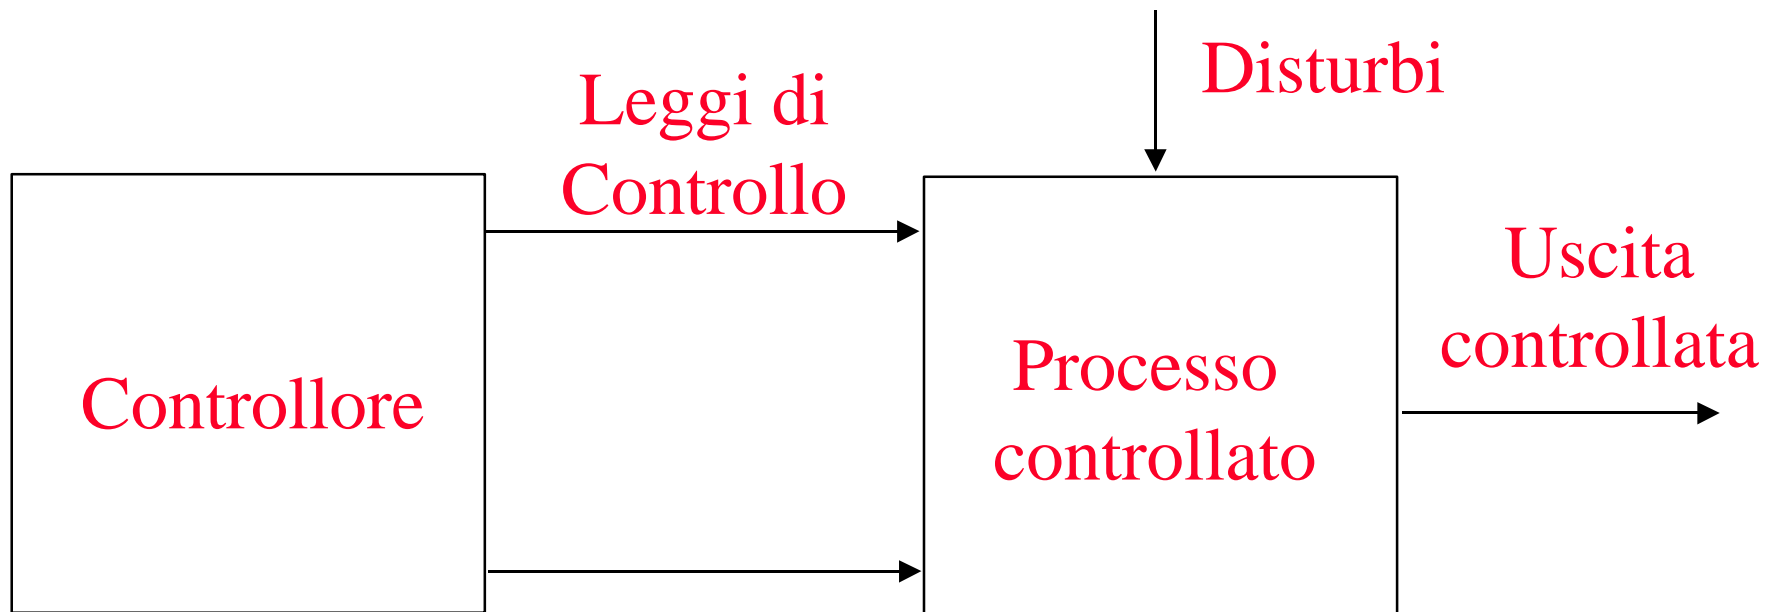 Disturbi
Leggi di
Controllo
Controllore
Processo
controllato
Uscita
controllata